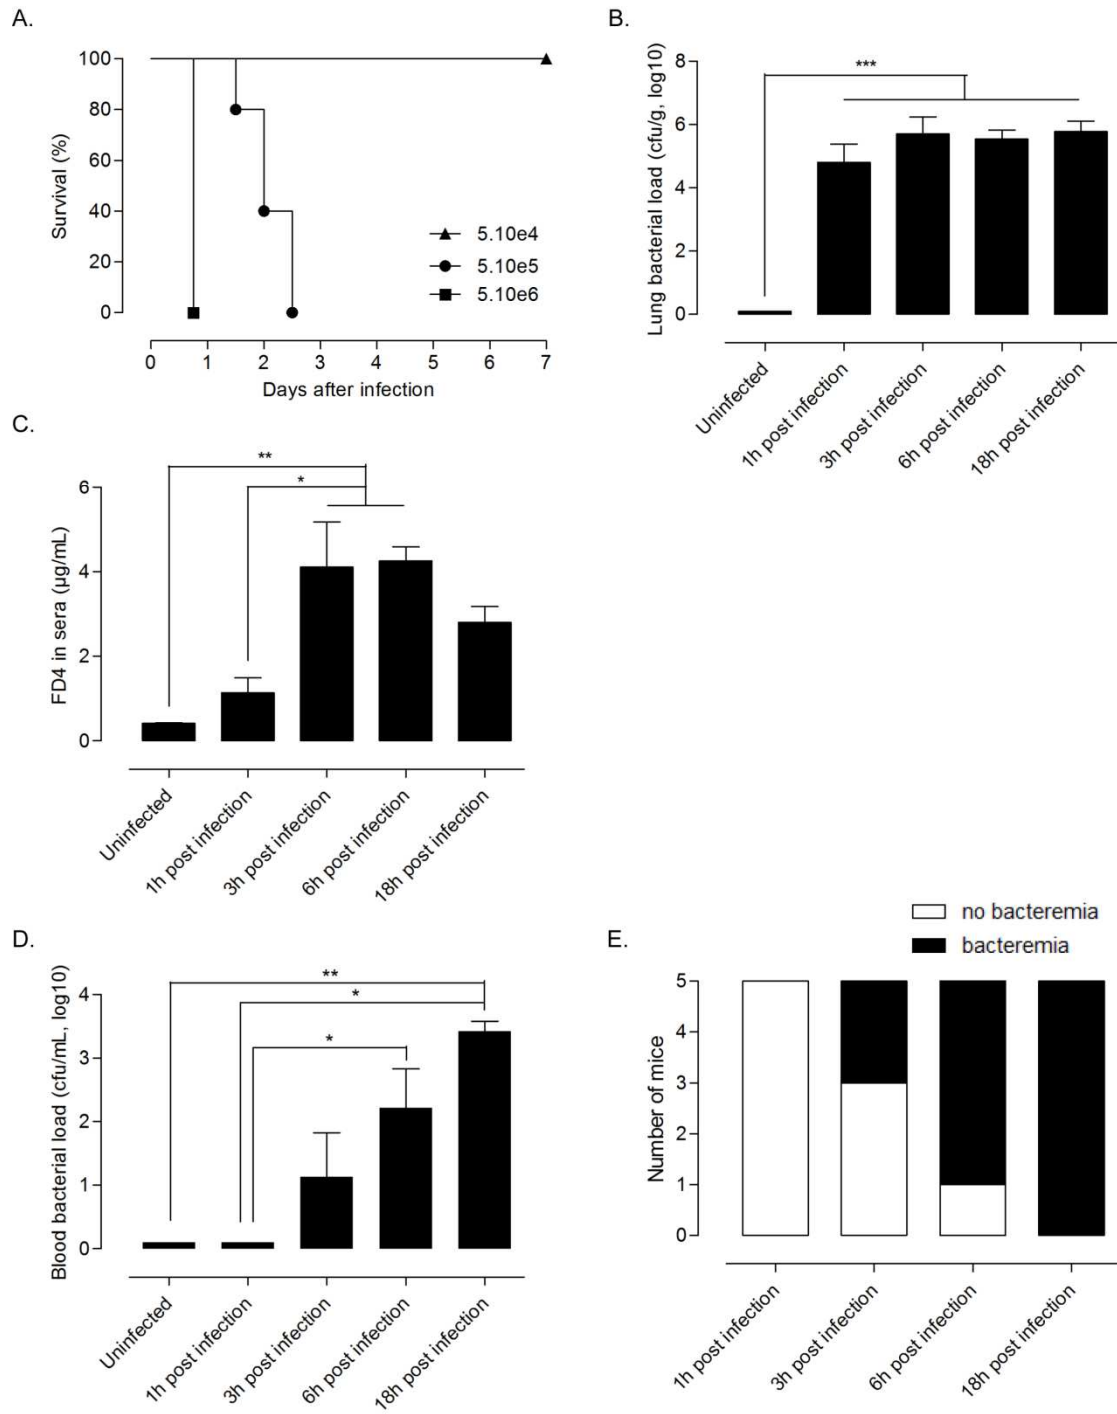 A.
Survival (%)
100
80
60
40
20
0
5.10e4
5.10e5
5.10e6
0 1 2 3 4 5 6 7
Days after infection
B.
Lung bacterial load (cfu/g, log10)
8
6
4
2
0
***
Uninfected
1h post infection
3h post infection
6h post infection
18h post infection
C.
FD4 in sera (µg/mL)
6
4
2
0
**
*
Uninfected
1h post infection
3h post infection
6h post infection
18h post infection
D.
Blood bacterial load (cfu/mL, log10)
4
3
2
1
0
**
*
*
Uninfected
1h post infection
3h post infection
6h post infection
18h post infection
E.
no bacteremia
bacteremia
Number of mice
5
4
3
2
1
0
1h post infection
3h post infection
6h post infection
18h post infection